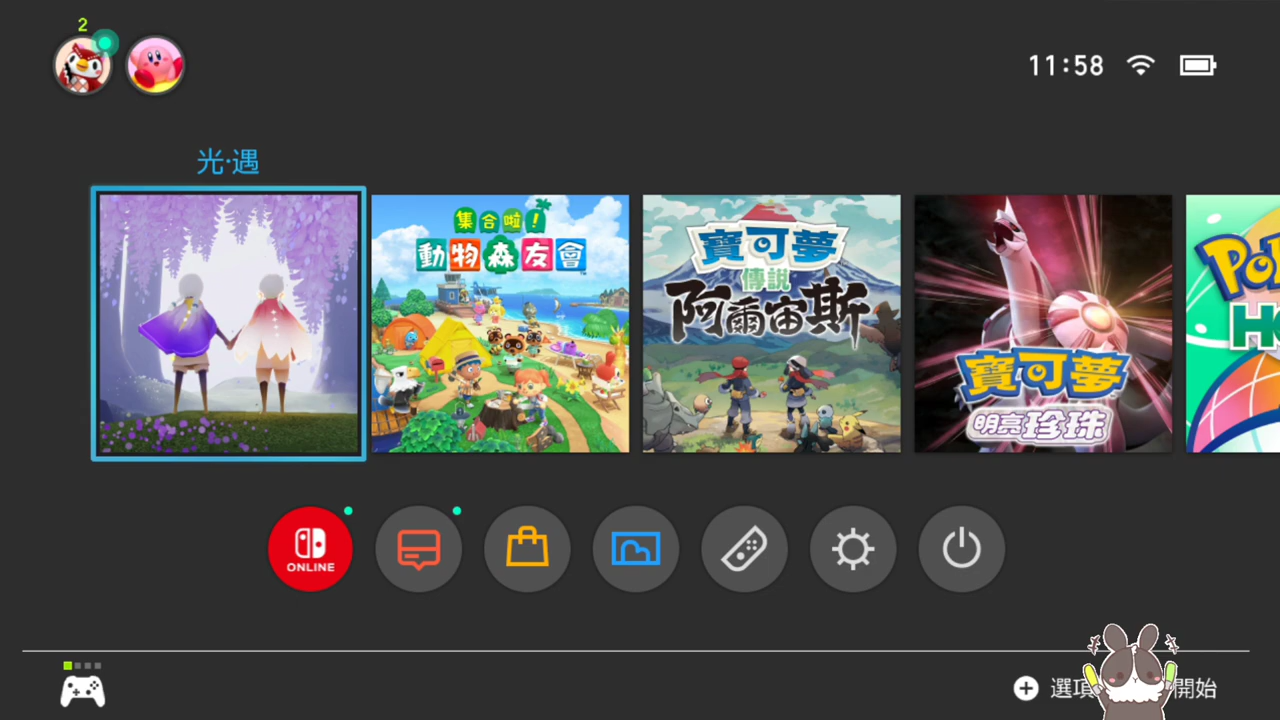 2
11:58
光·遇
集合啦!
動物森友會
寶可夢
傳說
阿爾宙斯
寶可夢
明亮珍珠
ONLINE
選項
開始